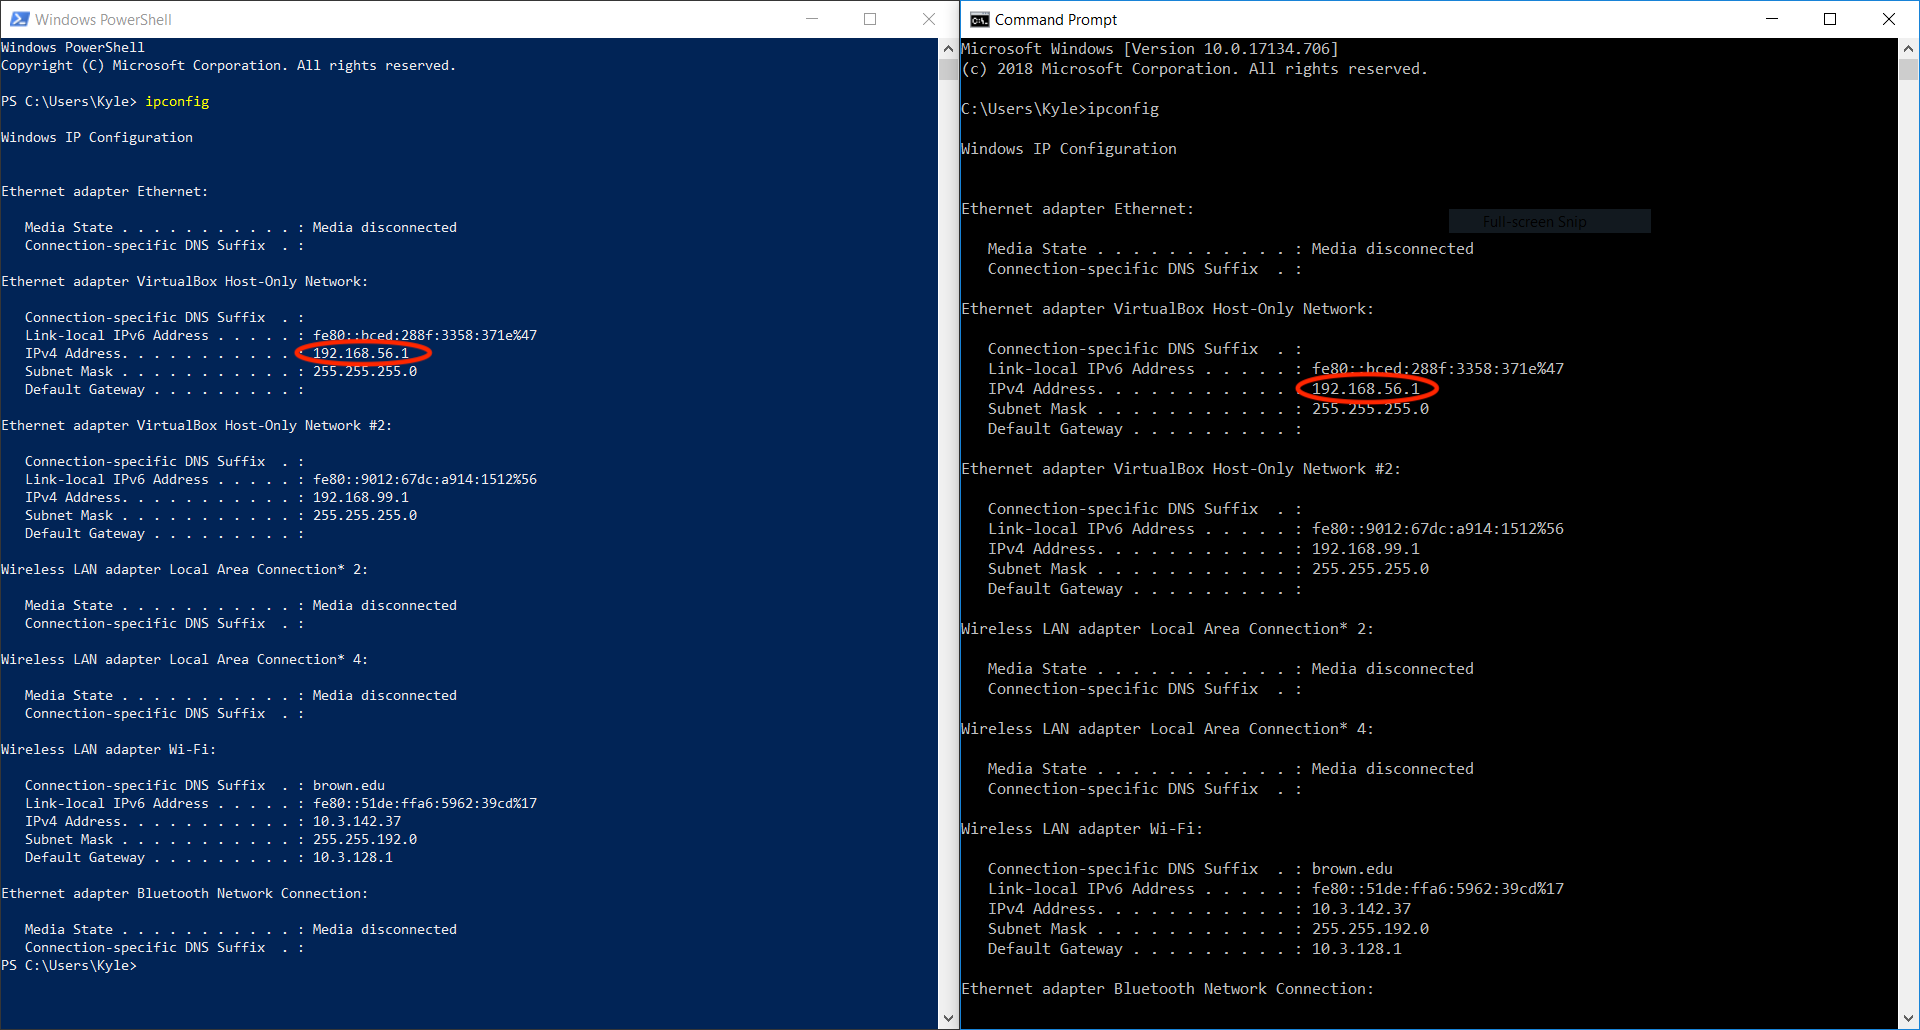 Windows PowerShell
Windows PowerShell
Copyright (C) Microsoft Corporation. All rights reserved.
PS C:\Users\Kyle> ipconfig
Windows IP Configuration
Ethernet adapter Ethernet:
Media State . . . . . . . . . . . : Media disconnected
Connection-specific DNS Suffix  . :
Ethernet adapter VirtualBox Host-Only Network:
Connection-specific DNS Suffix  . :
Link-local IPv6 Address . . . . . : fe80::bced:288f:3358:371e%47
IPv4 Address. . . . . . . . . . . : 192.168.56.1
Subnet Mask . . . . . . . . . . . : 255.255.255.0
Default Gateway . . . . . . . . . :
Ethernet adapter VirtualBox Host-Only Network #2:
Connection-specific DNS Suffix  . :
Link-local IPv6 Address . . . . . : fe80::9012:67dc:a914:1512%56
IPv4 Address. . . . . . . . . . . : 192.168.99.1
Subnet Mask . . . . . . . . . . . : 255.255.255.0
Default Gateway . . . . . . . . . :
Wireless LAN adapter Local Area Connection* 2:
Media State . . . . . . . . . . . : Media disconnected
Connection-specific DNS Suffix  . :
Wireless LAN adapter Local Area Connection* 4:
Media State . . . . . . . . . . . : Media disconnected
Connection-specific DNS Suffix  . :
Wireless LAN adapter Wi-Fi:
Connection-specific DNS Suffix  . : brown.edu
Link-local IPv6 Address . . . . . : fe80::51de:ffa6:5962:39cd%17
IPv4 Address. . . . . . . . . . . : 10.3.142.37
Subnet Mask . . . . . . . . . . . : 255.255.192.0
Default Gateway . . . . . . . . . : 10.3.128.1
Ethernet adapter Bluetooth Network Connection:
Media State . . . . . . . . . . . : Media disconnected
Connection-specific DNS Suffix  . :
PS C:\Users\Kyle>
Command Prompt
Microsoft Windows [Version 10.0.17134.706]
(c) 2018 Microsoft Corporation. All rights reserved.
C:\Users\Kyle>ipconfig
Windows IP Configuration
Ethernet adapter Ethernet:
Full-screen Snip
Media State . . . . . . . . . . . : Media disconnected
Connection-specific DNS Suffix  . :
Ethernet adapter VirtualBox Host-Only Network:
Connection-specific DNS Suffix  . :
Link-local IPv6 Address . . . . . : fe80::bced:288f:3358:371e%47
IPv4 Address. . . . . . . . . . . : 192.168.56.1
Subnet Mask . . . . . . . . . . . : 255.255.255.0
Default Gateway . . . . . . . . . :
Ethernet adapter VirtualBox Host-Only Network #2:
Connection-specific DNS Suffix  . :
Link-local IPv6 Address . . . . . : fe80::9012:67dc:a914:1512%56
IPv4 Address. . . . . . . . . . . : 192.168.99.1
Subnet Mask . . . . . . . . . . . : 255.255.255.0
Default Gateway . . . . . . . . . :
Wireless LAN adapter Local Area Connection* 2:
Media State . . . . . . . . . . . : Media disconnected
Connection-specific DNS Suffix  . :
Wireless LAN adapter Local Area Connection* 4:
Media State . . . . . . . . . . . : Media disconnected
Connection-specific DNS Suffix  . :
Wireless LAN adapter Wi-Fi:
Connection-specific DNS Suffix  . : brown.edu
Link-local IPv6 Address . . . . . : fe80::51de:ffa6:5962:39cd%17
IPv4 Address. . . . . . . . . . . : 10.3.142.37
Subnet Mask . . . . . . . . . . . : 255.255.192.0
Default Gateway . . . . . . . . . : 10.3.128.1
Ethernet adapter Bluetooth Network Connection: